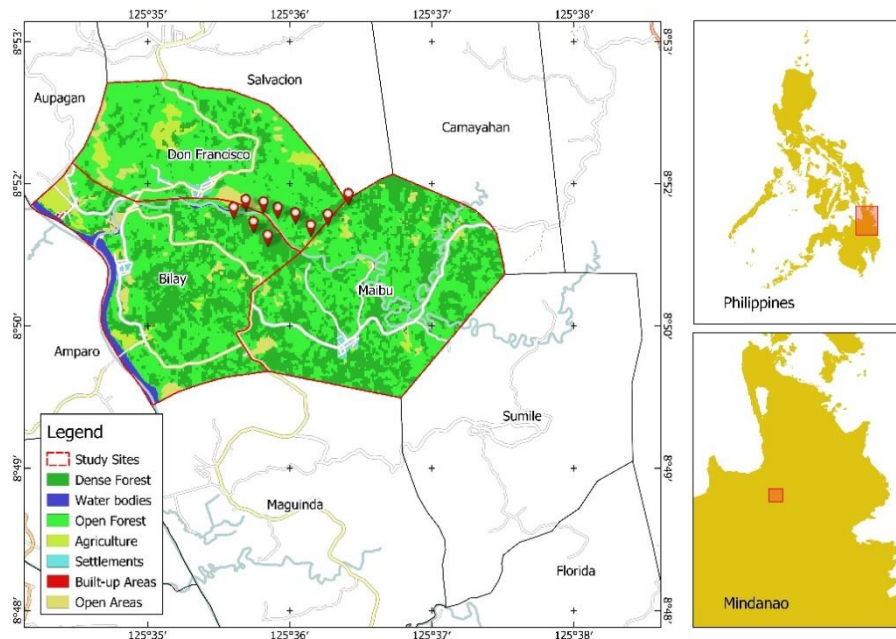 125°35′ 125°36′ 125°37′ 125°38′
8°53′ 8°53′
Salvacion
Aupagan
Camayahan
Don Francisco
8°52′ 8°52′
Bilay
Maibu
Philippines
8°50′ 8°50′
Amparo
Sumile
Legend
Study Sites
Dense Forest
Water bodies
Open Forest
Agriculture
Settlements
Built-up Areas
Open Areas
8°49′ 8°49′
Maguinda
Florida
Mindanao
8°48′ 8°48′
125°35′ 125°36′ 125°37′ 125°38′